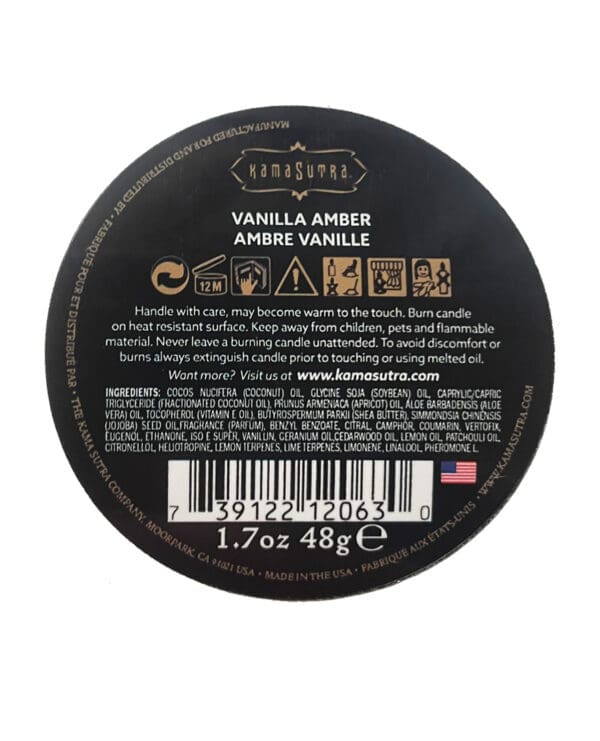 KamaSutra
VANILLA AMBER
AMBRE VANILLE
12M
Handle with care, may become warm to the touch. Burn candle
on heat resistant surface. Keep away from children, pets and flammable
material. Never leave a burning candle unattended. To avoid discomfort or
burns always extinguish candle prior to touching or using melted oil.
Want more? Visit us at www.kamasutra.com
INGREDIENTS: COCOS NUCIFERA (COCONUT) OIL, GLYCINE SOJA (SOYBEAN) OIL, CAPRYLIC/CAPRIC
TRIGLYCERIDE (FRACTIONATED COCONUT OIL), PRUNUS ARMENIACA (APRICOT) OIL, ALOE BARBADENSIS (ALOE
VERA) OIL, TOCOPHEROL (VITAMIN E OIL), BUTYROSPERMUM PARKII (SHEA BUTTER), SIMMONDSIA CHINENSIS
(JOJOBA) SEED OIL,FRAGRANCE (PARFUM), BENZYL BENZOATE, CITRAL, CAMPHOR, COUMARIN, VERTOFIX,
EUGENOL, ETHANONE, ISO E SUPER, VANILLIN, GERANIUM OIL,CEDARWOOD OIL, LEMON OIL, PATCHOULI OIL,
CITRONELLOL, HELIOTROPINE, LEMON TERPENES, LIME TERPENES, LIMONENE, LINALOOL, PHEROMONE L.
7 39122 12063 0
1.7oz 48g℮
MANUFACTURED FOR AND DISTRIBUTED BY • FABRIQUÉ POUR ET DISTRIBUÉ PAR • THE KAMA SUTRA COMPANY, MOORPARK, CA 91021 USA • MADE IN THE USA • FABRIQUE AUX ÉTATS-UNIS • WWW.KAMASUTRA.COM